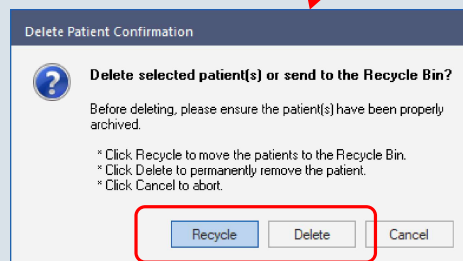 Delete Patient Confirmation
Delete selected patient(s) or send to the Recycle Bin?
Before deleting, please ensure the patient(s) have been properly
archived.
* Click Recycle to move the patients to the Recycle Bin.
* Click Delete to permanently remove the patient.
* Click Cancel to abort.
Recycle Delete Cancel